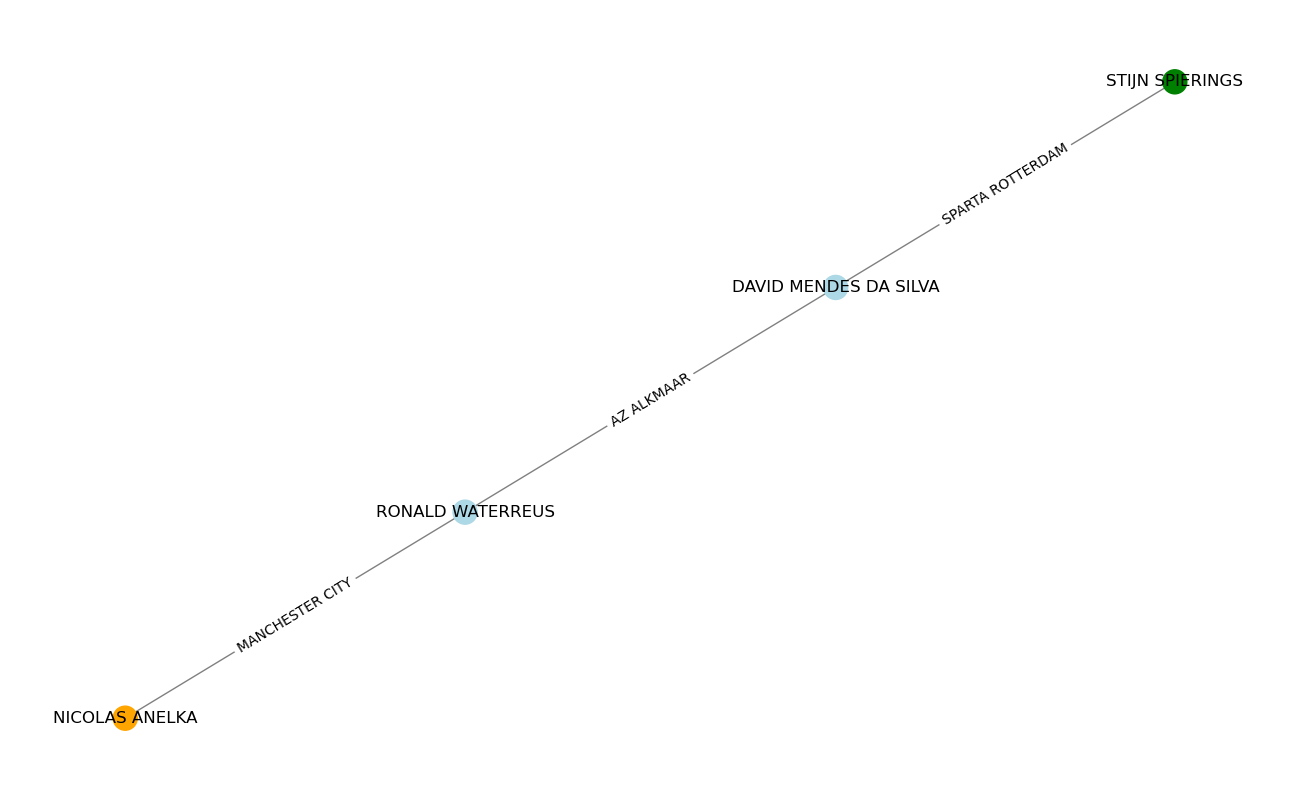 STIJN SPIERINGS
SPARTA ROTTERDAM
DAVID MENDES DA SILVA
AZ ALKMAAR
RONALD WATERREUS
MANCHESTER CITY
NICOLAS ANELKA